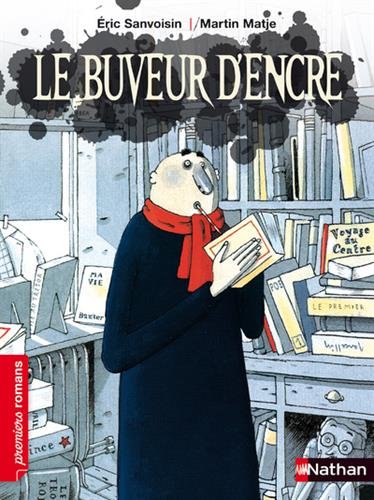 Éric Sanvoisin / Martin Matje
LE BUVEUR D'ENCRE
MA
VIE
Baxter
Voyage
au
Centre
LE PREMIER
premiers romans
Nathan